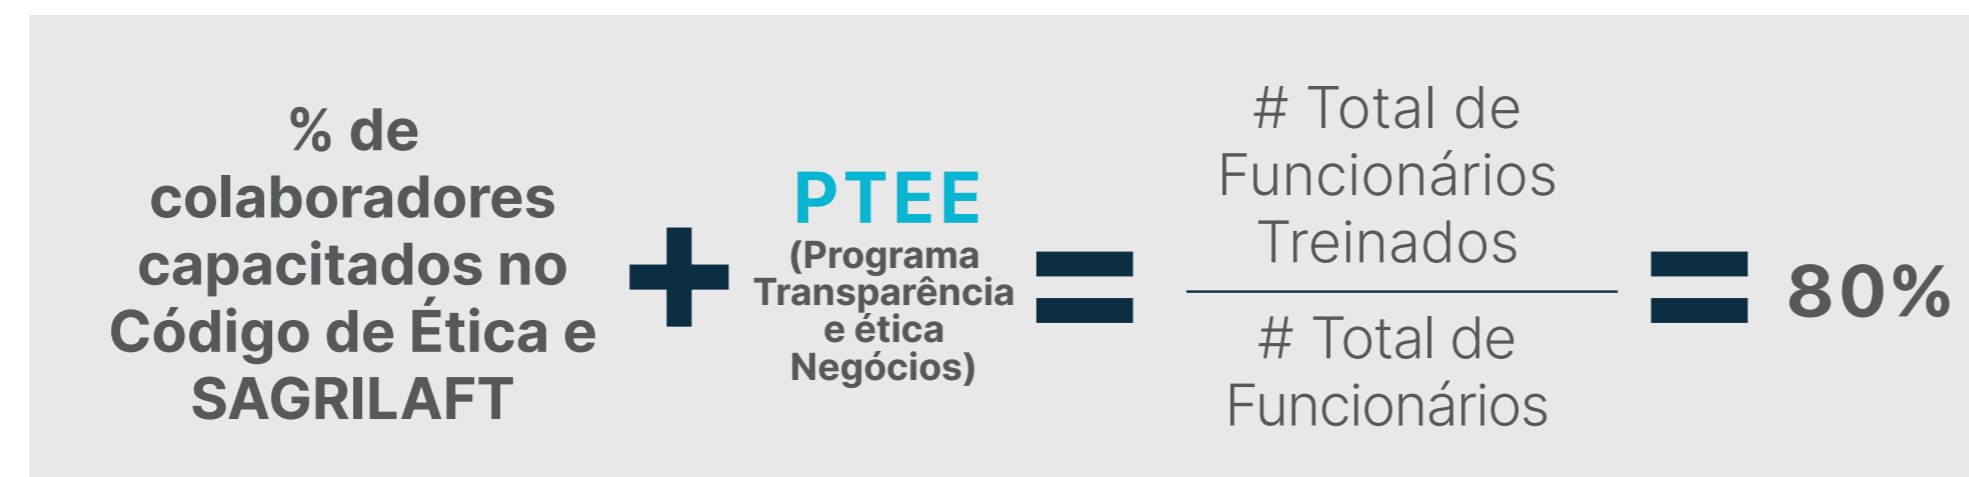 % de
colaboradores
capacitados no
Código de Ética e
SAGRILAFT
+
PTEE
(Programa
Transparência
e ética
Negócios)
=
# Total de
Funcionários
Treinados
# Total de
Funcionários
=
80%